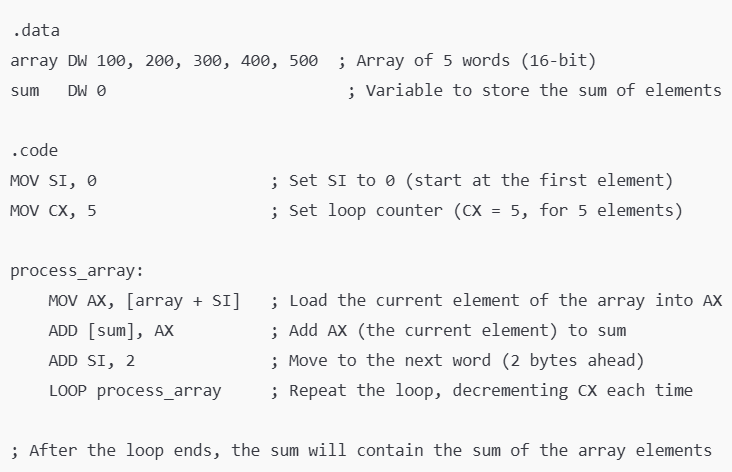 .data
array DW 100, 200, 300, 400, 500  ; Array of 5 words (16-bit)
sum   DW 0                         ; Variable to store the sum of elements

.code
MOV SI, 0                  ; Set SI to 0 (start at the first element)
MOV CX, 5                  ; Set loop counter (CX = 5, for 5 elements)

process_array:
    MOV AX, [array + SI]   ; Load the current element of the array into AX
    ADD [sum], AX          ; Add AX (the current element) to sum
    ADD SI, 2              ; Move to the next word (2 bytes ahead)
    LOOP process_array     ; Repeat the loop, decrementing CX each time

; After the loop ends, the sum will contain the sum of the array elements